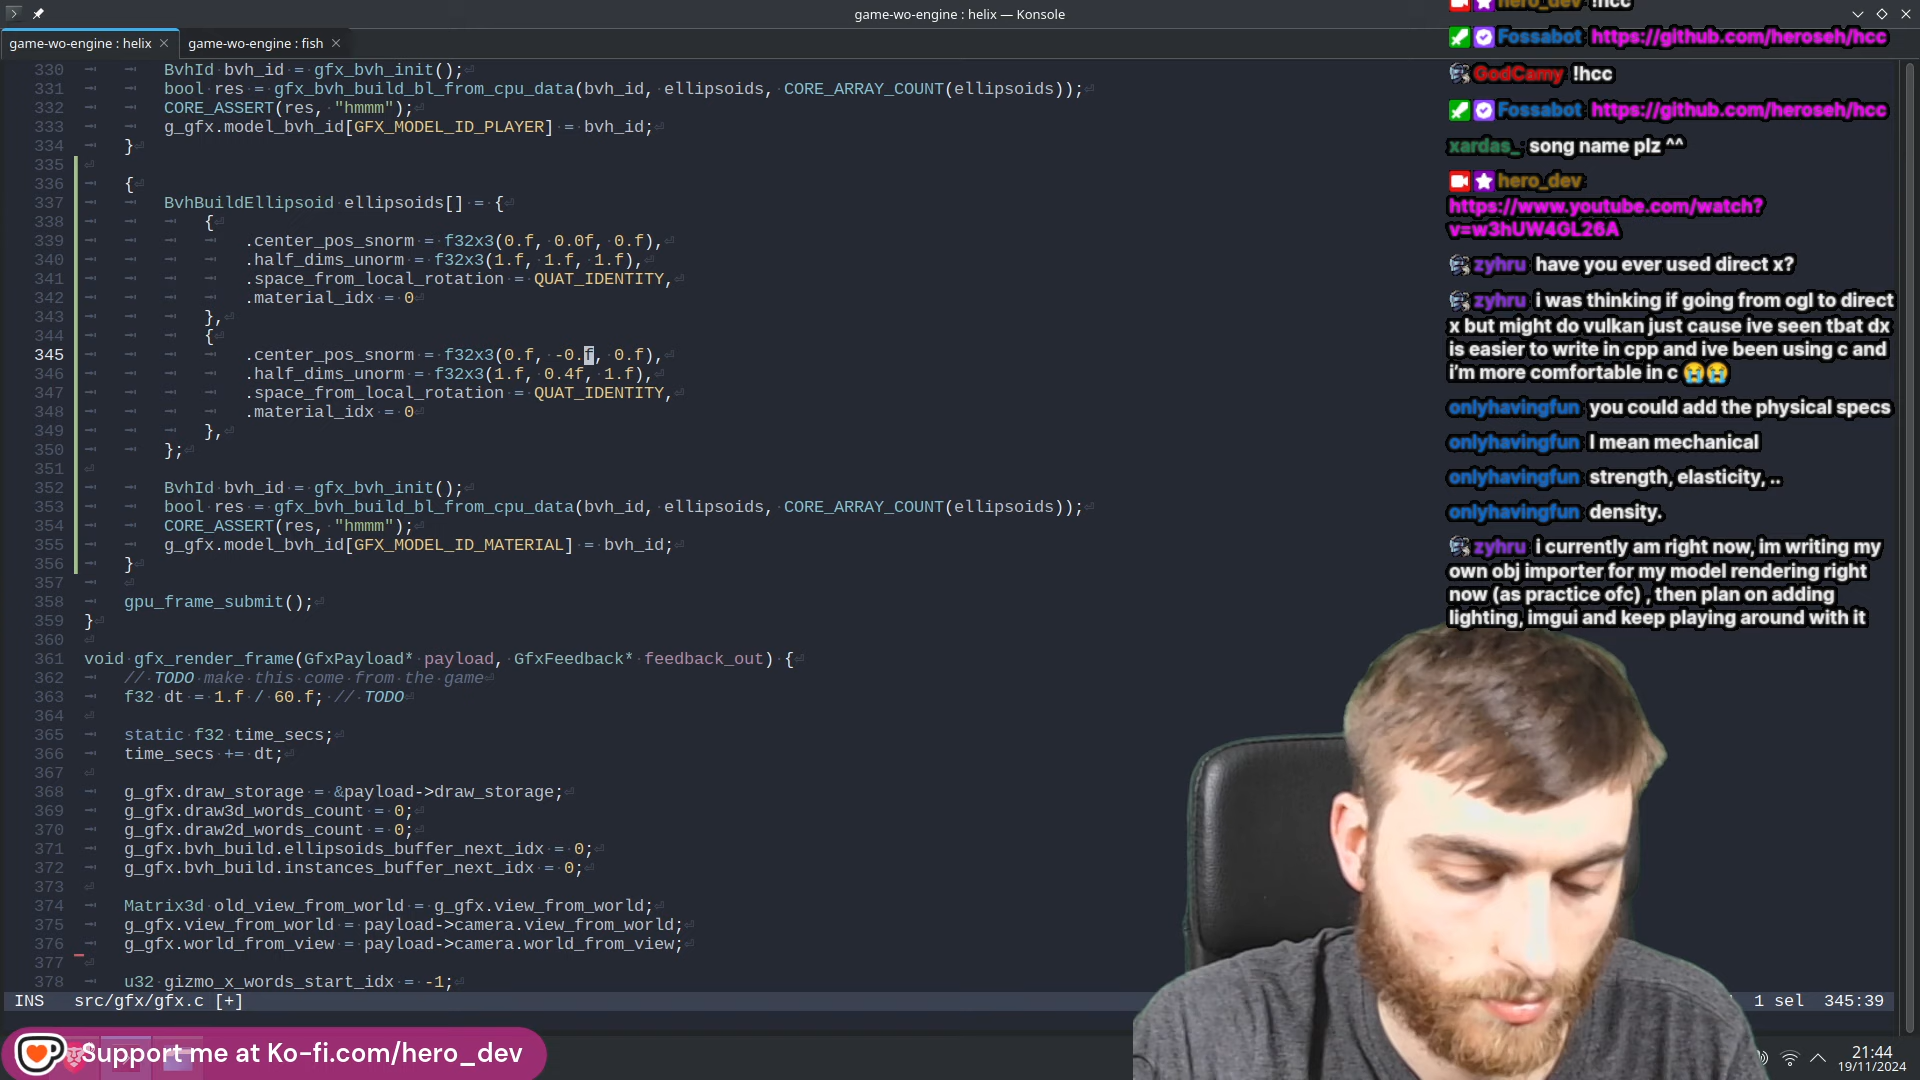 game-wo-engine : helix — Konsole
game-wo-engine : helix
game-wo-engine : fish
330 BvhId bvh_id = gfx_bvh_init();
331 bool res = gfx_bvh_build_bl_from_cpu_data(bvh_id, ellipsoids, CORE_ARRAY_COUNT(ellipsoids));
332 CORE_ASSERT(res, "hmmm");
333 g_gfx.model_bvh_id[GFX_MODEL_ID_PLAYER] = bvh_id;
334 }
335
336 {
337 BvhBuildEllipsoid ellipsoids[] = {
338 {
339 .center_pos_snorm = f32x3(0.f, 0.0f, 0.f),
340 .half_dims_unorm = f32x3(1.f, 1.f, 1.f),
341 .space_from_local_rotation = QUAT_IDENTITY,
342 .material_idx = 0
343 },
344 {
345 .center_pos_snorm = f32x3(0.f, -0.f, 0.f),
346 .half_dims_unorm = f32x3(1.f, 0.4f, 1.f),
347 .space_from_local_rotation = QUAT_IDENTITY,
348 .material_idx = 0
349 },
350 };
351
352 BvhId bvh_id = gfx_bvh_init();
353 bool res = gfx_bvh_build_bl_from_cpu_data(bvh_id, ellipsoids, CORE_ARRAY_COUNT(ellipsoids));
354 CORE_ASSERT(res, "hmmm");
355 g_gfx.model_bvh_id[GFX_MODEL_ID_MATERIAL] = bvh_id;
356 }
357
358 gpu_frame_submit();
359 }
360
361 void gfx_render_frame(GfxPayload* payload, GfxFeedback* feedback_out) {
362 // TODO make this come from the game
363 f32 dt = 1.f / 60.f; // TODO
364
365 static f32 time_secs;
366 time_secs += dt;
367
368 g_gfx.draw_storage = &payload->draw_storage;
369 g_gfx.draw3d_words_count = 0;
370 g_gfx.draw2d_words_count = 0;
371 g_gfx.bvh_build.ellipsoids_buffer_next_idx = 0;
372 g_gfx.bvh_build.instances_buffer_next_idx = 0;
373
374 Matrix3d old_view_from_world = g_gfx.view_from_world;
375 g_gfx.view_from_world = payload->camera.view_from_world;
376 g_gfx.world_from_view = payload->camera.world_from_view;
377
378 u32 gizmo_x_words_start_idx = -1;
INS src/gfx/gfx.c [+]
1 sel 345:39
hero_dev !hcc
Fossabot https://github.com/heroseh/hcc
GodCamy !hcc
Fossabot https://github.com/heroseh/hcc
xardas_: song name plz ^^
hero_dev
https://www.youtube.com/watch?
v=w3hUW4GL26A
zyhru have you ever used direct x?
zyhru i was thinking if going from ogl to direct
x but might do vulkan just cause ive seen tbat dx
is easier to write in cpp and ive been using c and
i'm more comfortable in c 😭😭
onlyhavingfun you could add the physical specs
onlyhavingfun I mean mechanical
onlyhavingfun strength, elasticity, ..
onlyhavingfun density.
zyhru i currently am right now, im writing my
own obj importer for my model rendering right
now (as practice ofc) , then plan on adding
lighting, imgui and keep playing around with it
Support me at Ko-fi.com/hero_dev
21:44
19/11/2024